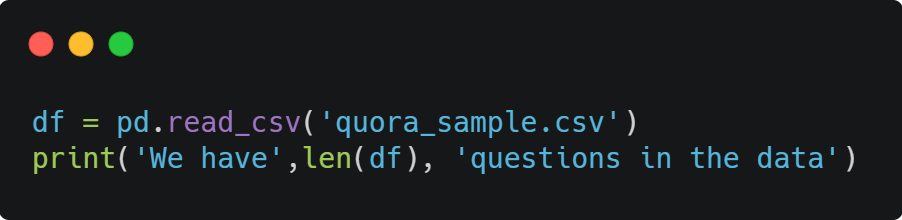 df = pd.read_csv('quora_sample.csv')
print('We have',len(df), 'questions in the data')